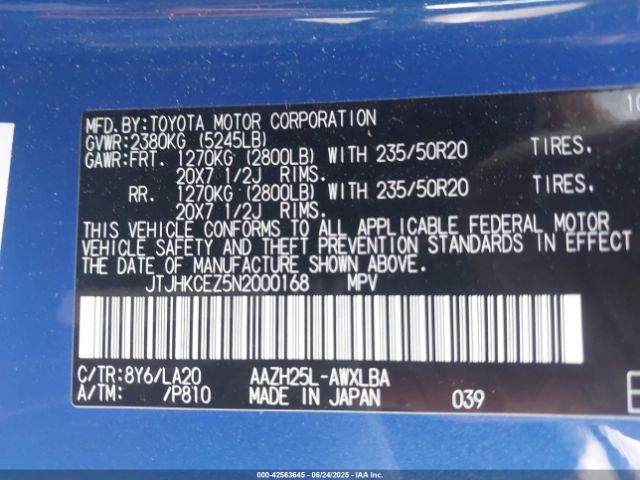 10
MFD.BY:TOYOTA MOTOR CORPORATION
GVWR:2380KG (5245LB)
GAWR:FRT. 1270KG (2800LB) WITH 235/50R20 TIRES,
20X7 1/2J RIMS.
RR. 1270KG (2800LB) WITH 235/50R20 TIRES,
20X7 1/2J RIMS.
THIS VEHICLE CONFORMS TO ALL APPLICABLE FEDERAL MOTOR
VEHICLE SAFETY AND THEFT PREVENTION STANDARDS IN EFFECT
THE DATE OF MANUFACTURE SHOWN ABOVE.
JTJHKCEZ5N2000168 MPV
C/TR:8Y6/LA20 AAZH25L-AWXLBA
A/TM: /P810 MADE IN JAPAN 039
000-42563645 - 06/24/2025 - IAAI.COM